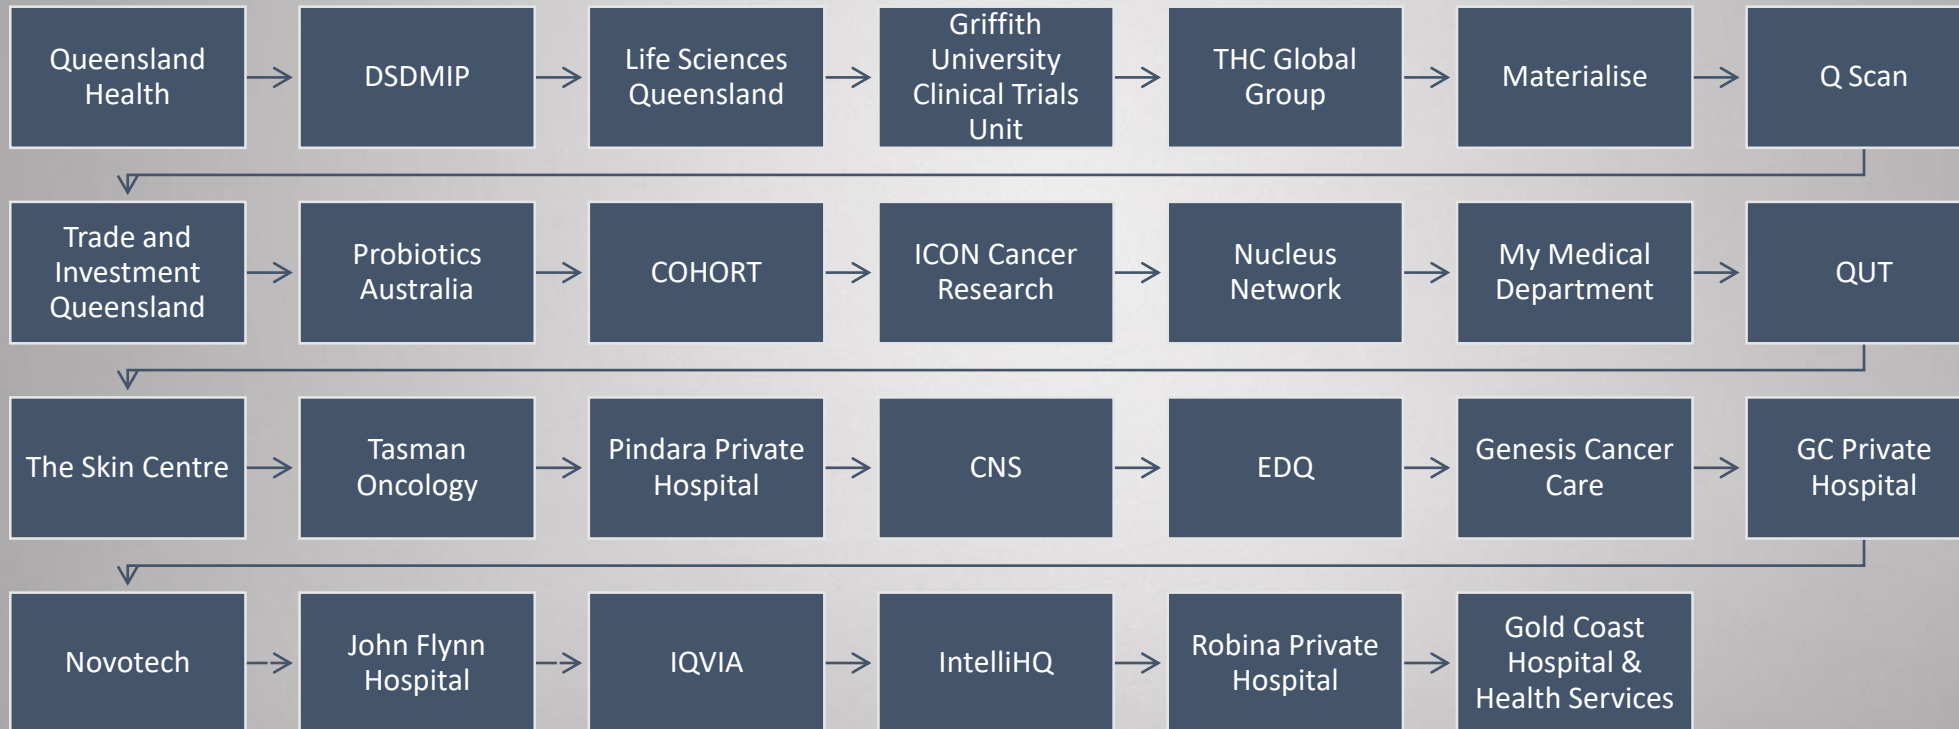 Queensland
Health
DSDMIP
Life Sciences
Queensland
Griffith
University
Clinical Trials
Unit
THC Global
Group
Materialise
Q Scan
Trade and
Investment
Queensland
Probiotics
Australia
COHORT
ICON Cancer
Research
Nucleus
Network
My Medical
Department
QUT
The Skin Centre
Tasman
Oncology
Pindara Private
Hospital
CNS
EDQ
Genesis Cancer
Care
GC Private
Hospital
Novotech
John Flynn
Hospital
IQVIA
IntelliHQ
Robina Private
Hospital
Gold Coast
Hospital &
Health Services